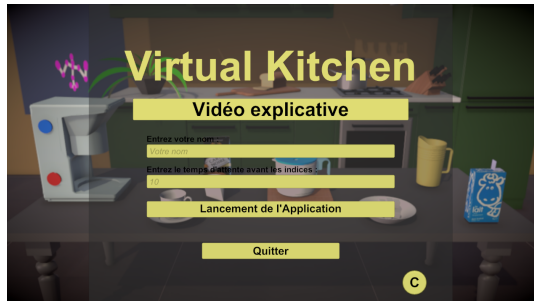 Virtual Kitchen
Vidéo explicative
Entrez votre nom :
Votre nom
Entrez le temps d'attente avant les indices :
10
Lancement de l'Application
Quitter
C